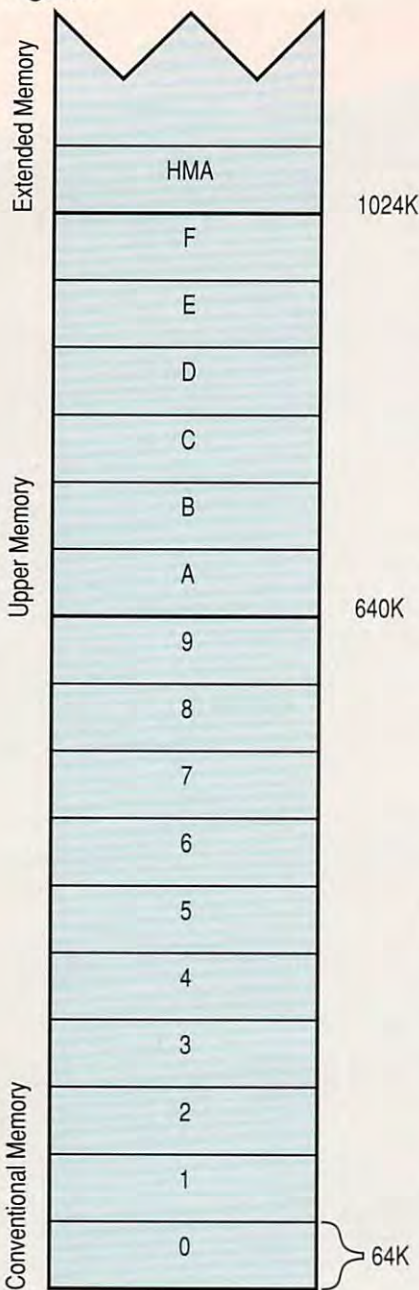 Extended Memory
HMA
1024K
F
E
D
C
B
Upper Memory
A
640K
9
8
7
6
5
4
3
2
Conventional Memory
1
0
64K